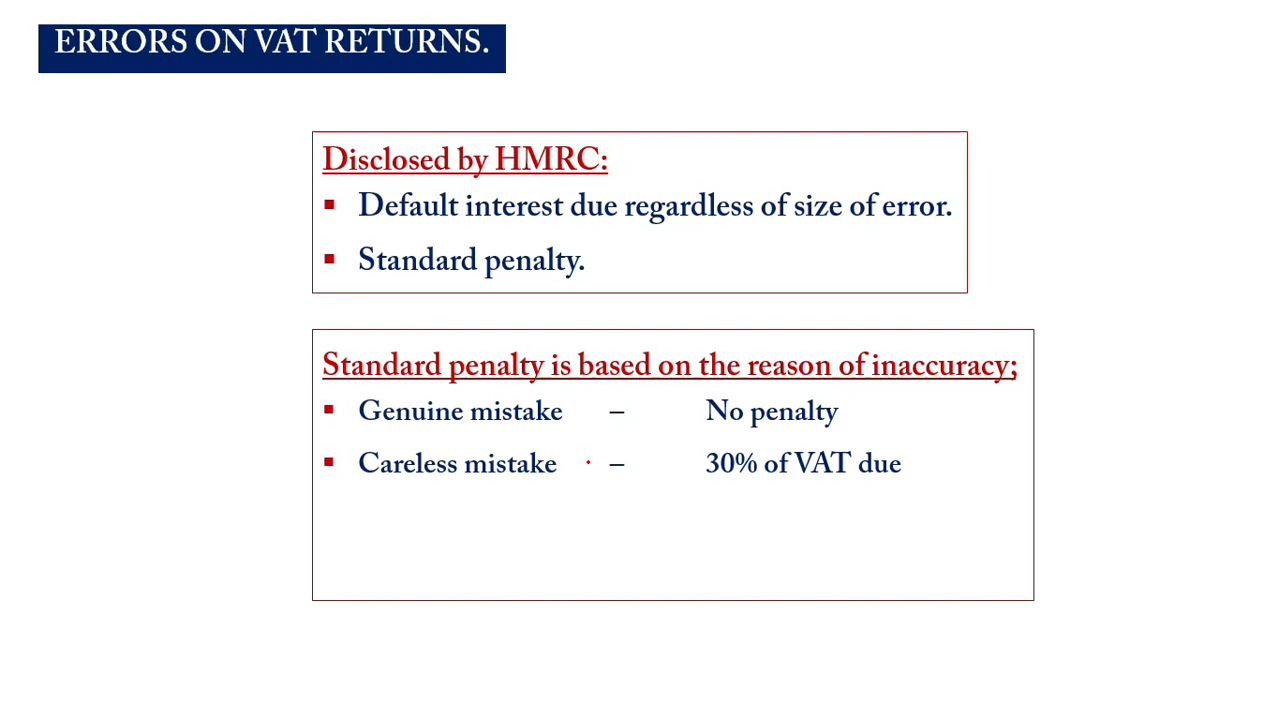 ERRORS ON VAT RETURNS.
Disclosed by HMRC:
▪ Default interest due regardless of size of error.
▪ Standard penalty.
Standard penalty is based on the reason of inaccuracy;
▪ Genuine mistake – No penalty
▪ Careless mistake – 30% of VAT due